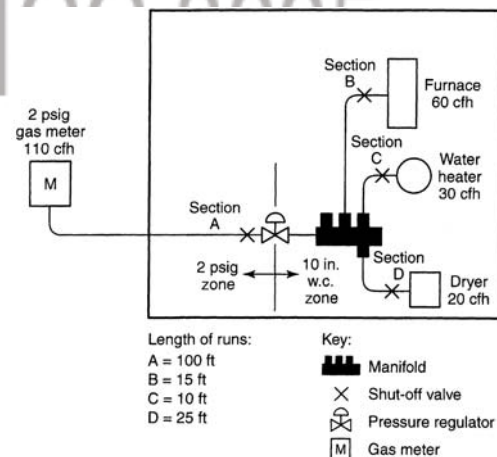 2 psig
gas meter
110 cfh
M
Section
A
2 psig
zone
10 in.
w.c.
zone
Section
B
Furnace
60 cfh
Section
C
Water
heater
30 cfh
Section
D
Dryer
20 cfh
Length of runs:
A = 100 ft
B = 15 ft
C = 10 ft
D = 25 ft
Key:
Manifold
Shut-off valve
Pressure regulator
M Gas meter